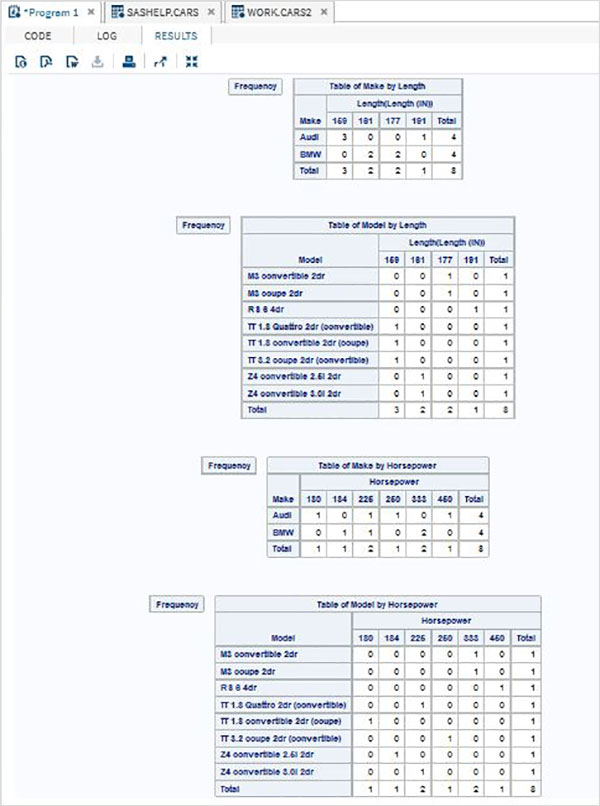 *Program 1 × SASHELP.CARS × WORK.CARS2 ×
CODE LOG RESULTS
Frequency
Table of Make by Length
Length(Length (IN))
Make 159 161 177 191 Total
Audi 3 0 0 1 4
BMW 0 2 2 0 4
Total 3 2 2 1 8
Frequency
Table of Model by Length
Length(Length (IN))
Model 159 161 177 191 Total
M3 convertible 2dr 0 0 1 0 1
M3 coupe 2dr 0 0 1 0 1
RS 6 4dr 0 0 0 1 1
TT 1.8 Quattro 2dr (convertible) 1 0 0 0 1
TT 1.8 convertible 2dr (coupe) 1 0 0 0 1
TT 3.2 coupe 2dr (convertible) 1 0 0 0 1
Z4 convertible 2.5i 2dr 0 1 0 0 1
Z4 convertible 3.0i 2dr 0 1 0 0 1
Total 3 2 2 1 8
Frequency
Table of Make by Horsepower
Horsepower
Make 180 184 225 250 333 450 Total
Audi 1 0 1 1 0 1 4
BMW 0 1 1 0 2 0 4
Total 1 1 2 1 2 1 8
Frequency
Table of Model by Horsepower
Horsepower
Model 180 184 225 250 333 450 Total
M3 convertible 2dr 0 0 0 0 1 0 1
M3 coupe 2dr 0 0 0 0 1 0 1
RS 6 4dr 0 0 0 0 0 1 1
TT 1.8 Quattro 2dr (convertible) 0 0 1 0 0 0 1
TT 1.8 convertible 2dr (coupe) 1 0 0 0 0 0 1
TT 3.2 coupe 2dr (convertible) 0 0 0 1 0 0 1
Z4 convertible 2.5i 2dr 0 1 0 0 0 0 1
Z4 convertible 3.0i 2dr 0 0 1 0 0 0 1
Total 1 1 2 1 2 1 8